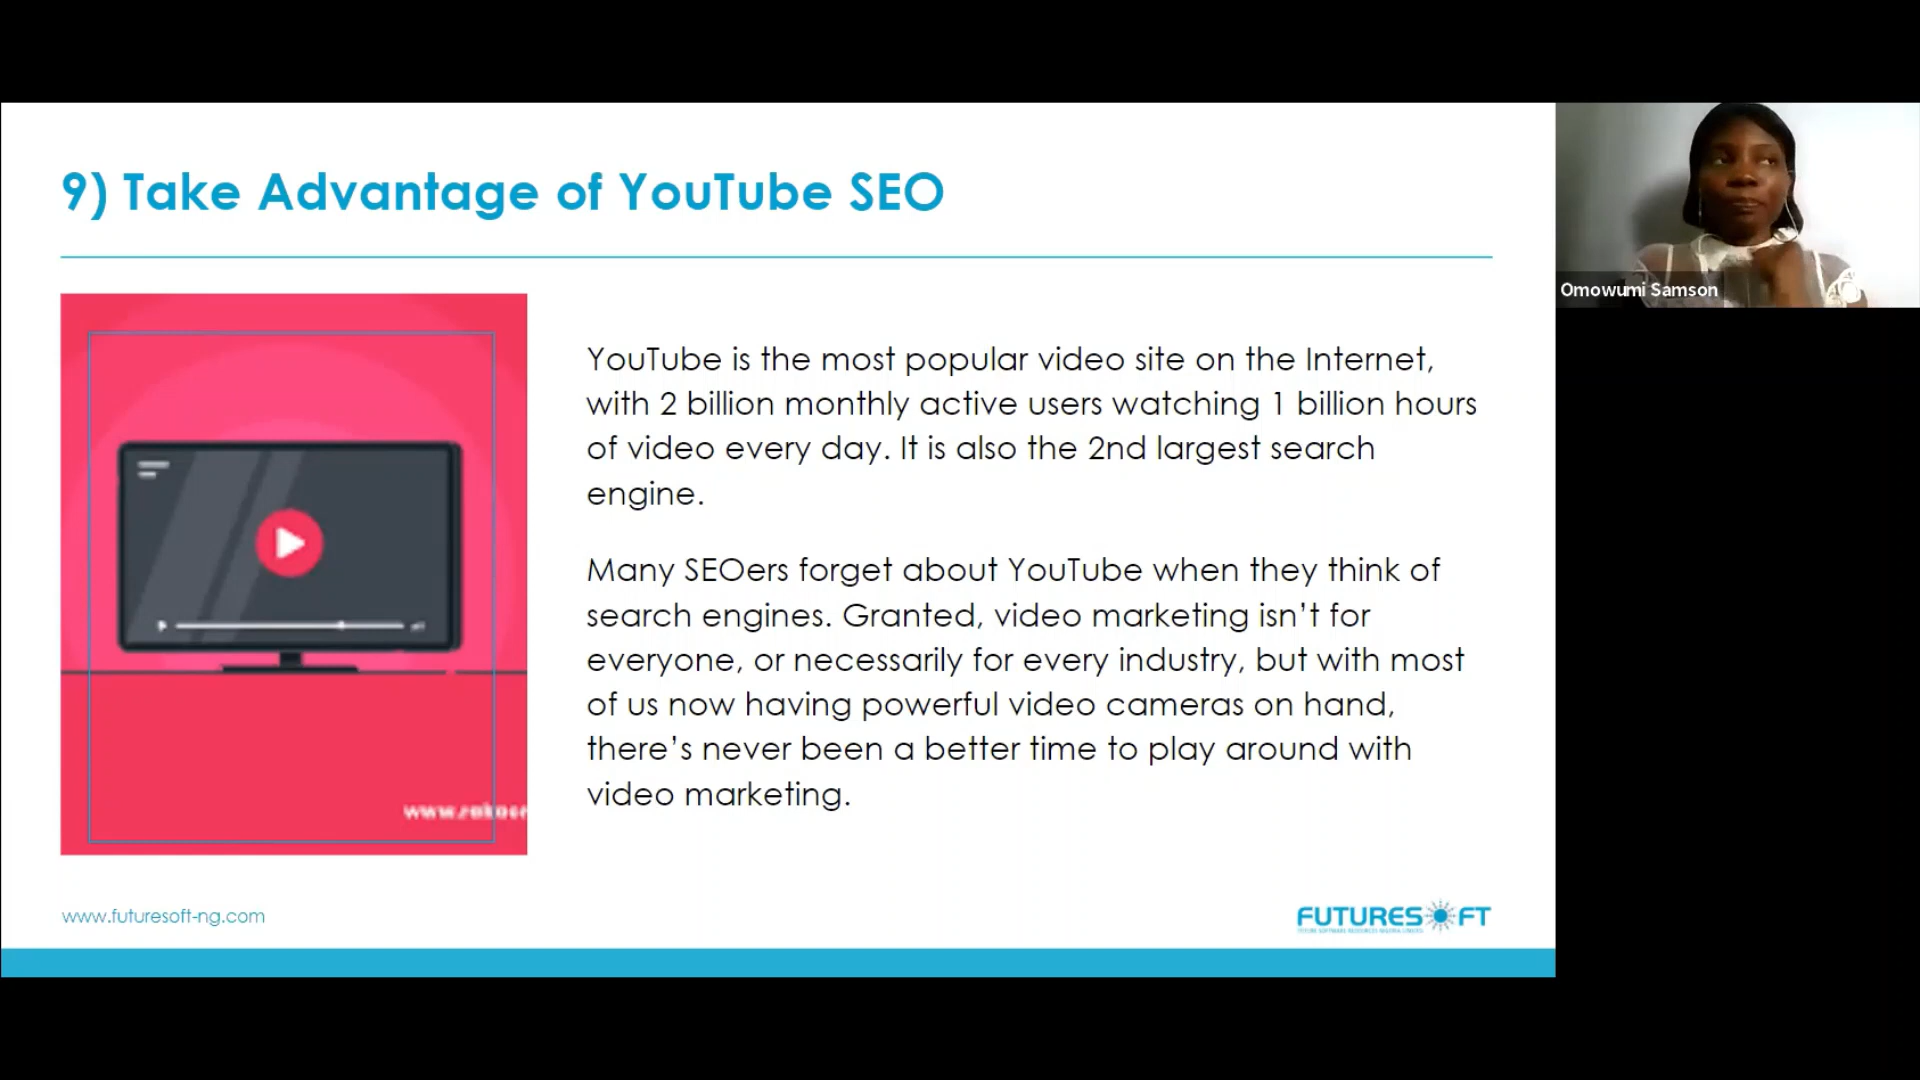 9) Take Advantage of YouTube SEO
YouTube is the most popular video site on the Internet,
with 2 billion monthly active users watching 1 billion hours
of video every day. It is also the 2nd largest search
engine.
Many SEOers forget about YouTube when they think of
search engines. Granted, video marketing isn’t for
everyone, or necessarily for every industry, but with most
of us now having powerful video cameras on hand,
there’s never been a better time to play around with
video marketing.
www.futuresoft-ng.com
FUTURESOFT
Omowumi Samson